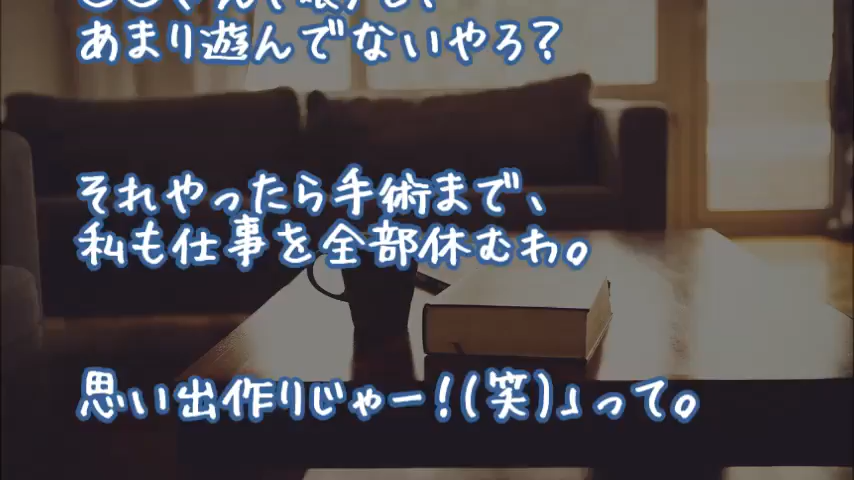 あまり遊んでないやろ?
それやったら手術まで、
私も仕事を全部休むわ。
思い出作りじゃー!(笑)」って。